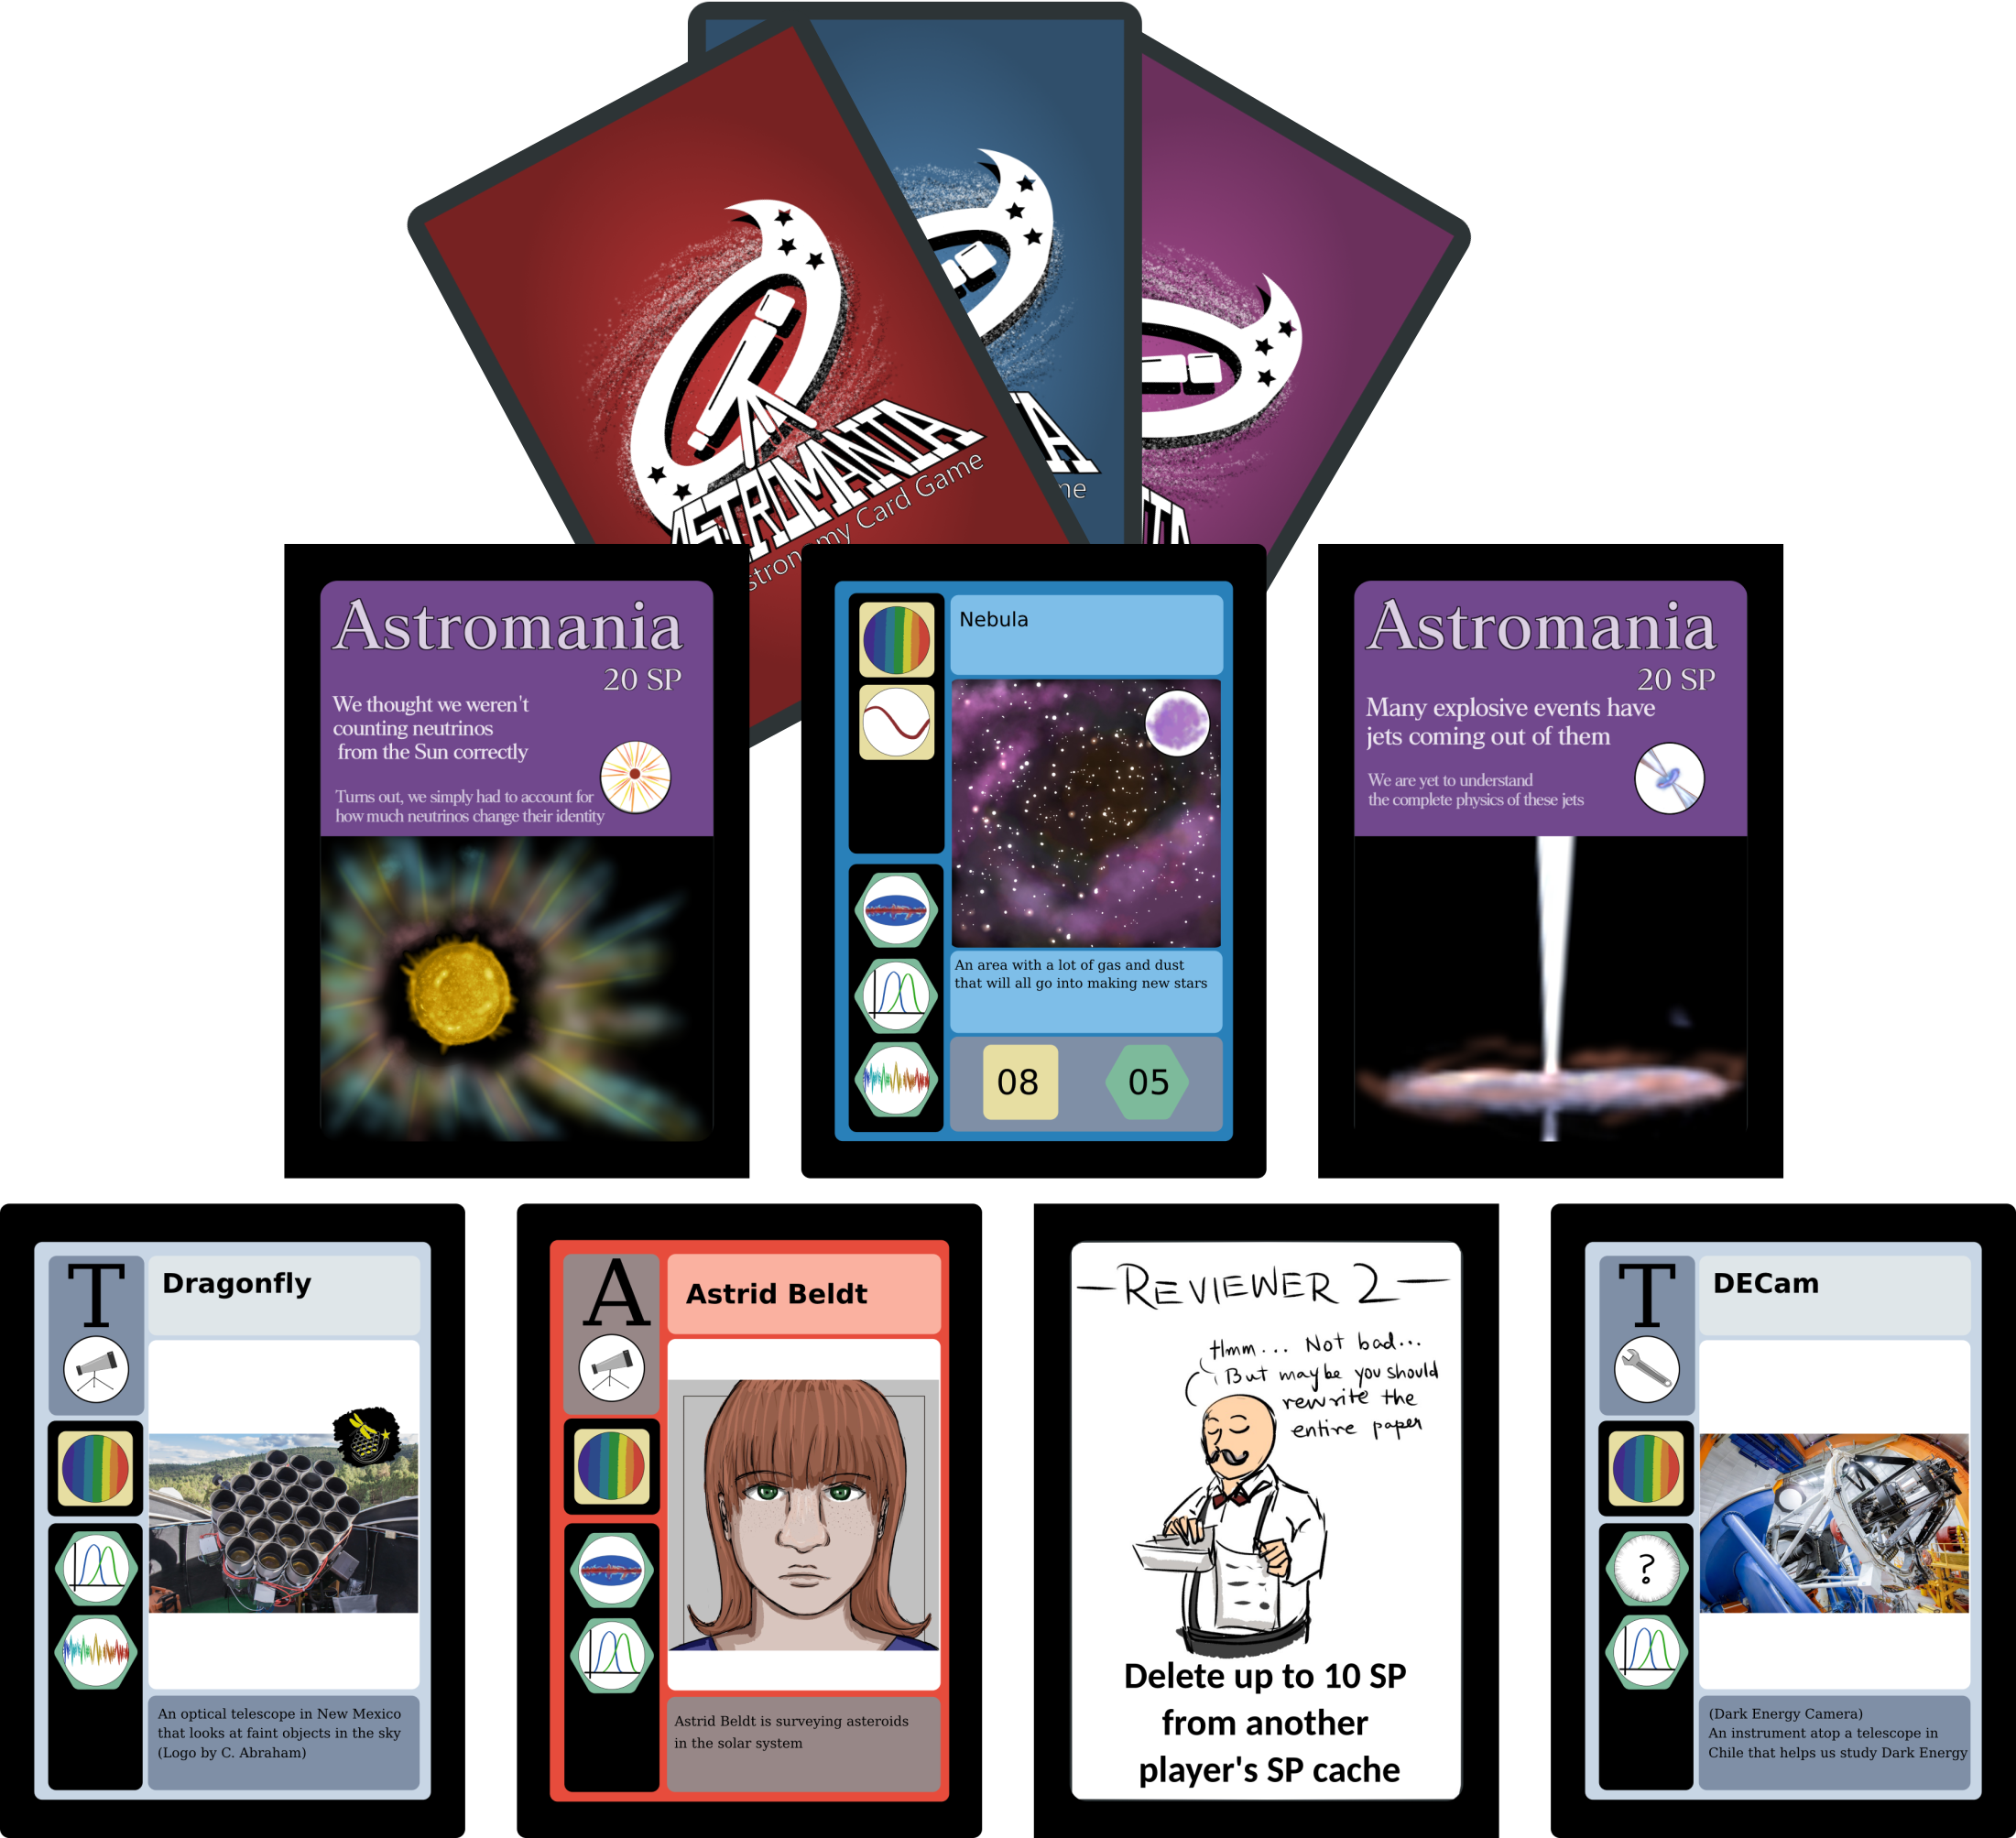 ASTROMANIA
stronomy Card Game
A
me
Astromania
20 SP
We thought we weren't
counting neutrinos
from the Sun correctly
Turns out, we simply had to account for
how much neutrinos change their identity
Nebula
An area with a lot of gas and dust
that will all go into making new stars
08
05
Astromania
20 SP
Many explosive events have
jets coming out of them
We are yet to understand
the complete physics of these jets
T
Dragonfly
An optical telescope in New Mexico
that looks at faint objects in the sky
(Logo by C. Abraham)
A
Astrid Beldt
Astrid Beldt is surveying asteroids
in the solar system
—REVIEWER 2—
Hmm... Not bad...
But maybe you should
rewrite the
entire paper
Delete up to 10 SP
from another
player's SP cache
T
DECam
?
(Dark Energy Camera)
An instrument atop a telescope in
Chile that helps us study Dark Energy